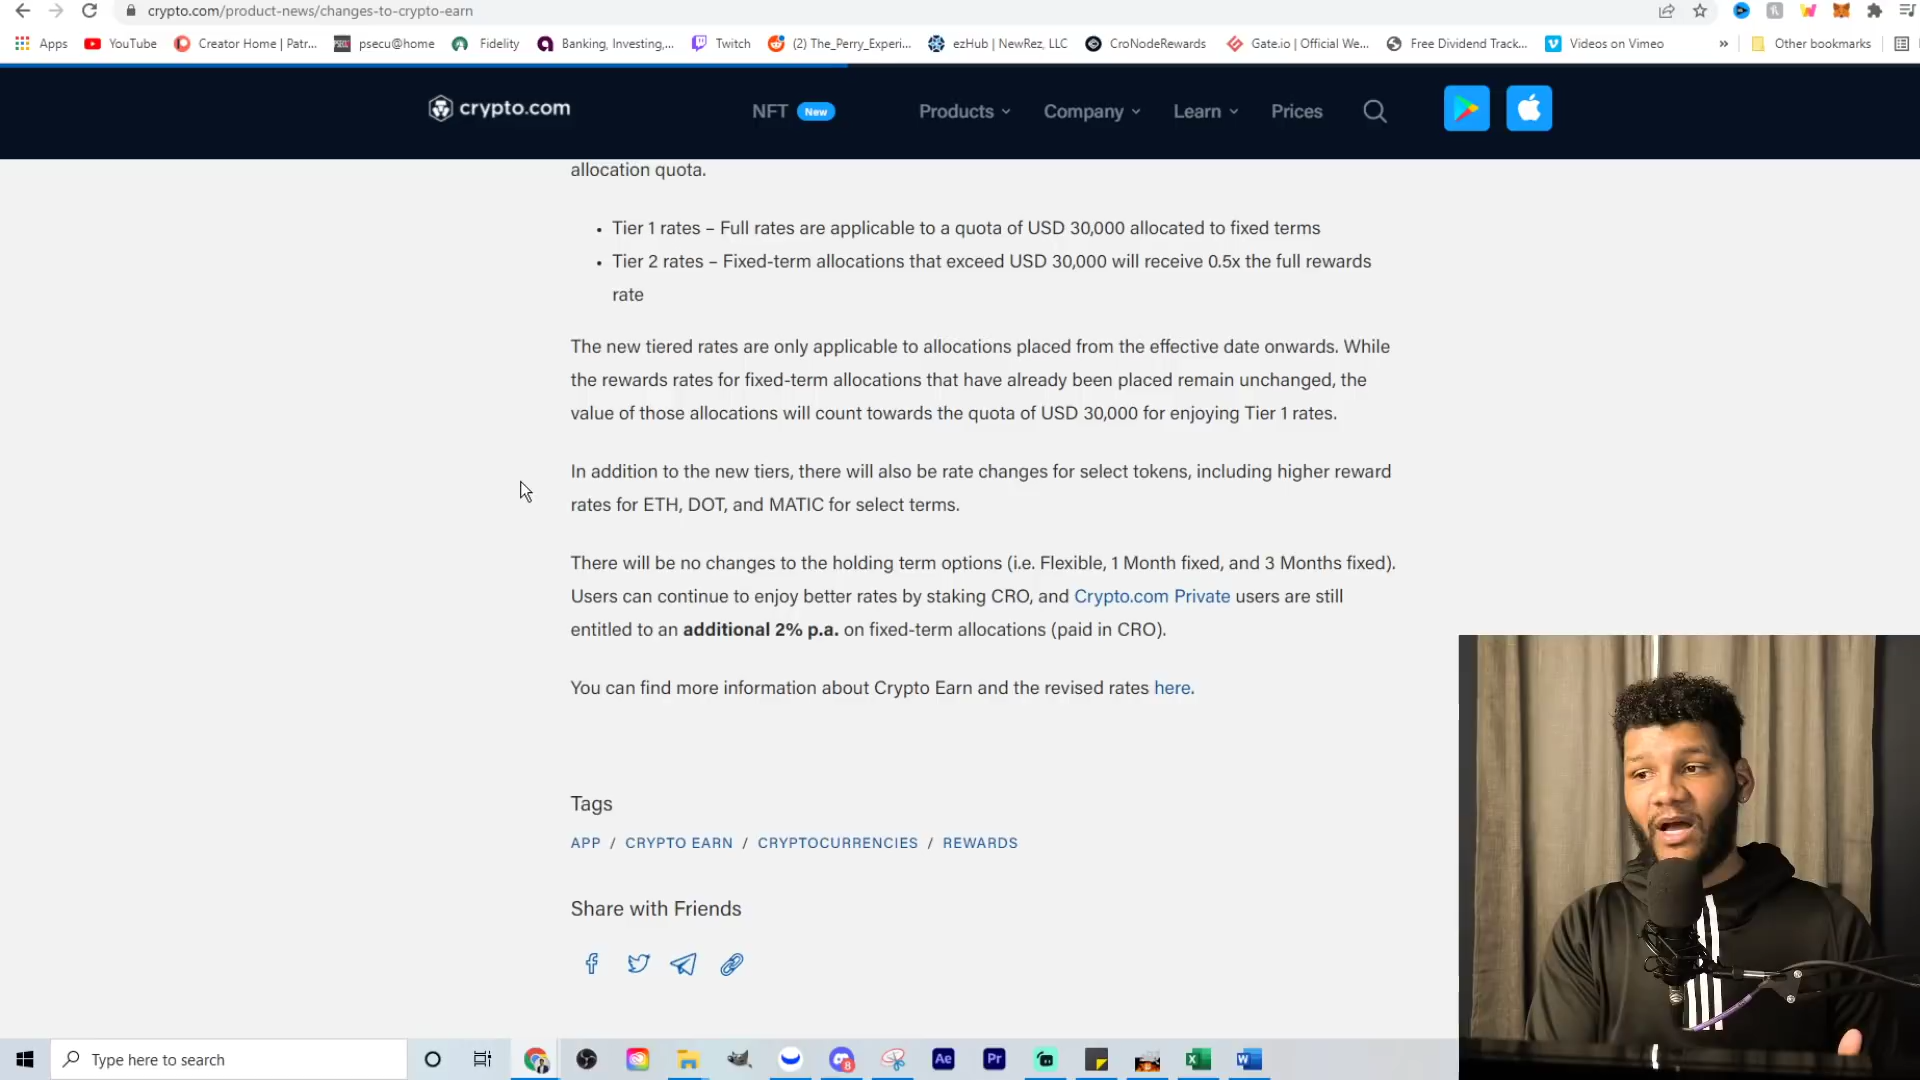 crypto.com/product-news/changes-to-crypto-earn
Apps YouTube Creator Home | Patr... psecu@home Fidelity Banking, Investing,... Twitch (2) The_Perry_Experi... ezHub | NewRez, LLC CroNodeRewards Gate.io | Official We... Free Dividend Track... Videos on Vimeo » Other bookmarks
crypto.com NFT New Products Company Learn Prices
allocation quota.
• Tier 1 rates – Full rates are applicable to a quota of USD 30,000 allocated to fixed terms
• Tier 2 rates – Fixed-term allocations that exceed USD 30,000 will receive 0.5x the full rewards
rate
The new tiered rates are only applicable to allocations placed from the effective date onwards. While
the rewards rates for fixed-term allocations that have already been placed remain unchanged, the
value of those allocations will count towards the quota of USD 30,000 for enjoying Tier 1 rates.
In addition to the new tiers, there will also be rate changes for select tokens, including higher reward
rates for ETH, DOT, and MATIC for select terms.
There will be no changes to the holding term options (i.e. Flexible, 1 Month fixed, and 3 Months fixed).
Users can continue to enjoy better rates by staking CRO, and Crypto.com Private users are still
entitled to an additional 2% p.a. on fixed-term allocations (paid in CRO).
You can find more information about Crypto Earn and the revised rates here.
Tags
APP / CRYPTO EARN / CRYPTOCURRENCIES / REWARDS
Share with Friends
Type here to search
8 Ae Pr X W